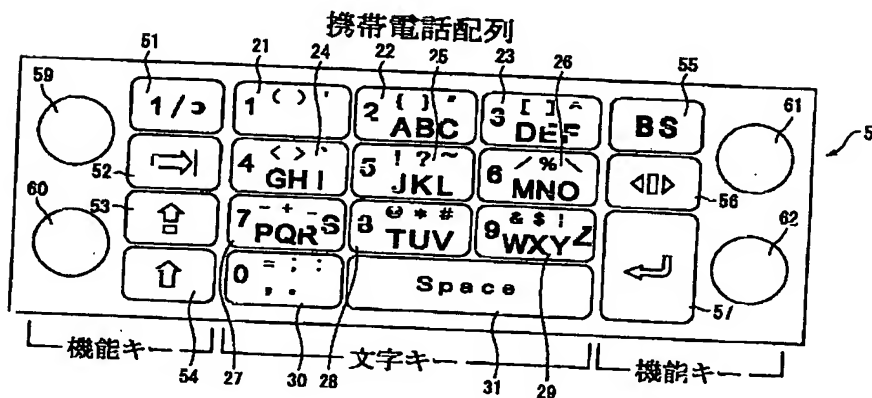 携帯電話配列
51 21 24 22 25 23 26 55
59 61
1/ɔ 1 ( ) ' 2 { } " ABC 3 [ ] ^ DEF BS
5
52 4 < > ` GHI 5 ! ? ~ JKL 6 / % \ MNO
60 53 56 62
7 - + _ PQRS 8 @ * # TUV 9 & $ | WXYZ
0 = ; : , . Space
57
54 27 30 28 31 29
機能キー 文字キー 機能キー